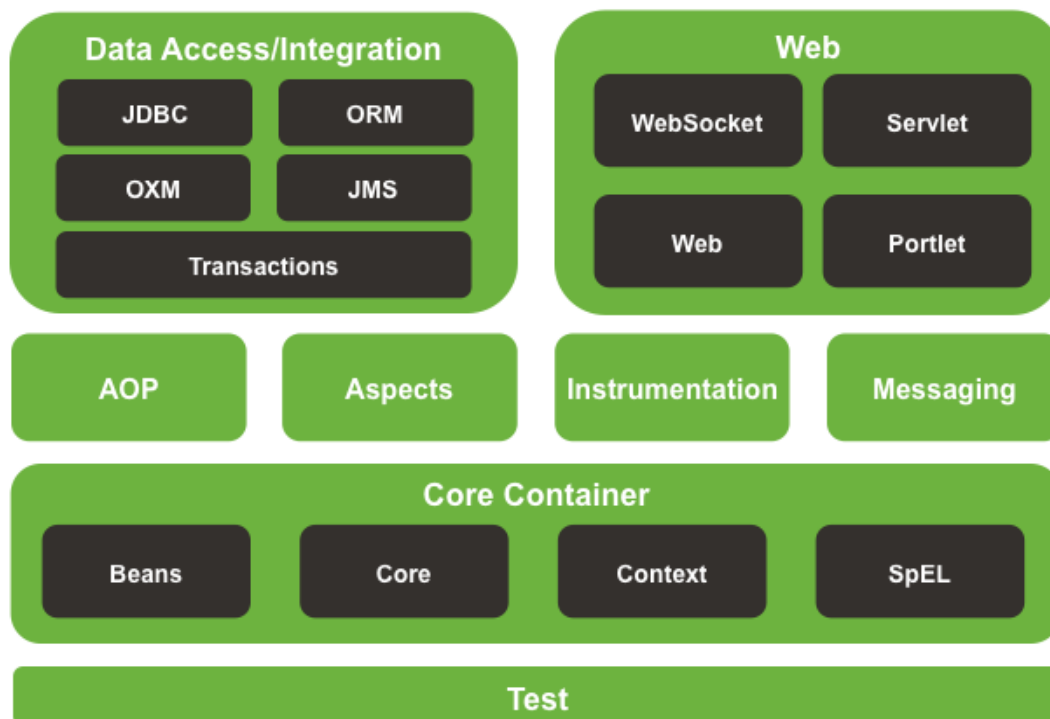 Data Access/Integration
JDBC
ORM
OXM
JMS
Transactions
Web
WebSocket
Servlet
Web
Portlet
AOP
Aspects
Instrumentation
Messaging
Core Container
Beans
Core
Context
SpEL
Test